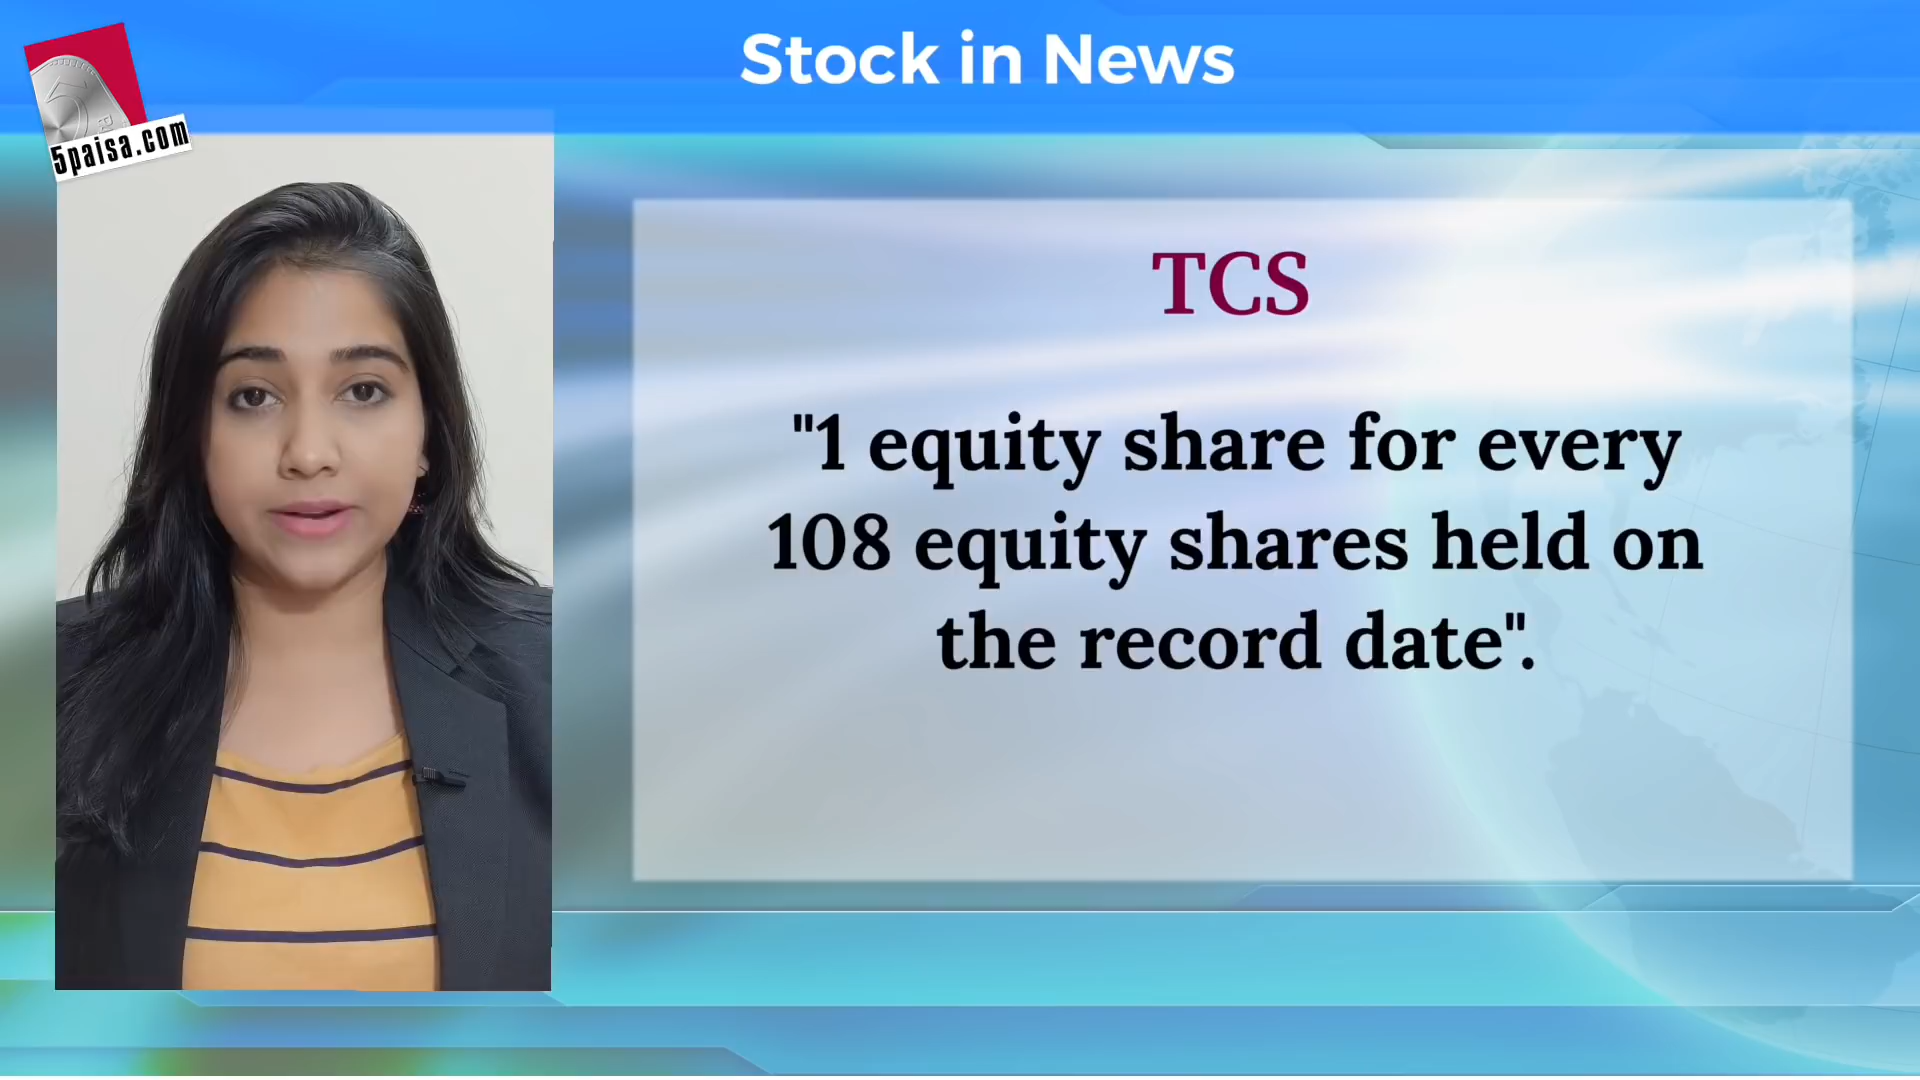 Stock in News
5paisa.com
TCS
"1 equity share for every
108 equity shares held on
the record date".